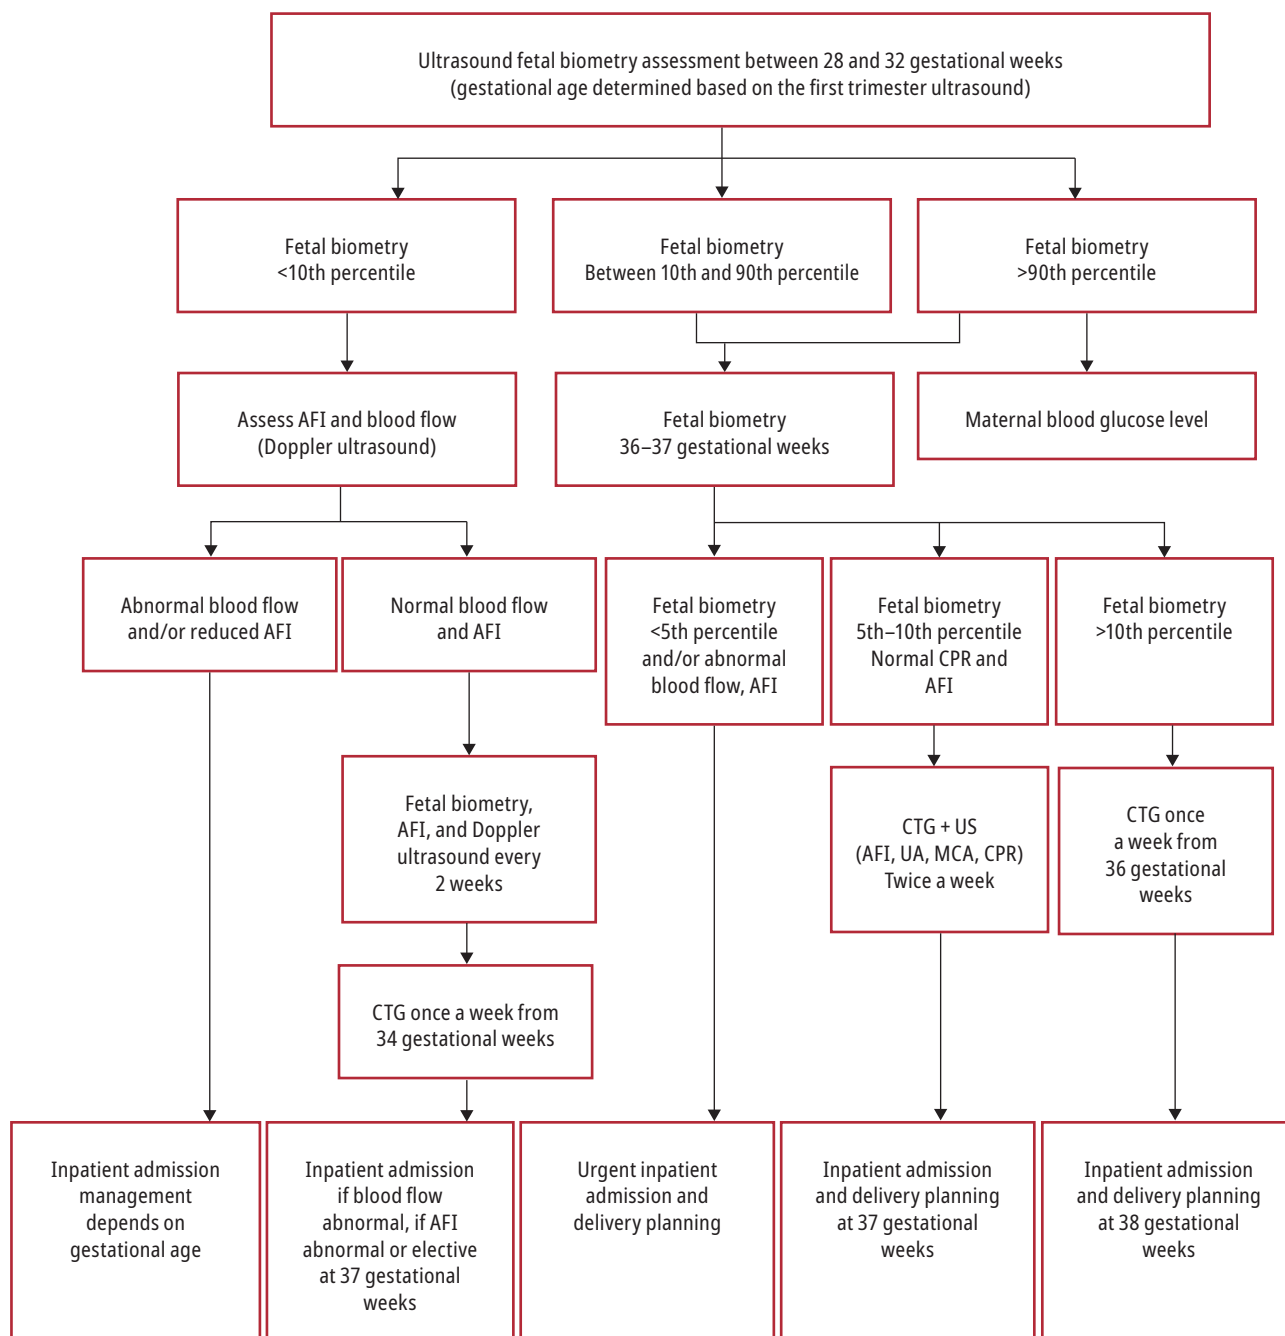 Ultrasound fetal biometry assessment between 28 and 32 gestational weeks
(gestational age determined based on the first trimester ultrasound)
Fetal biometry
<10th percentile
Fetal biometry
Between 10th and 90th percentile
Fetal biometry
>90th percentile
Assess AFI and blood flow
(Doppler ultrasound)
Fetal biometry
36–37 gestational weeks
Maternal blood glucose level
Abnormal blood flow
and/or reduced AFI
Normal blood flow
and AFI
Fetal biometry
<5th percentile
and/or abnormal
blood flow, AFI
Fetal biometry
5th–10th percentile
Normal CPR and
AFI
Fetal biometry
>10th percentile
Fetal biometry,
AFI, and Doppler
ultrasound every
2 weeks
CTG + US
(AFI, UA, MCA, CPR)
Twice a week
CTG once
a week from
36 gestational
weeks
CTG once a week from
34 gestational weeks
Inpatient admission
management
depends on
gestational age
Inpatient admission
if blood flow
abnormal, if AFI
abnormal or elective
at 37 gestational
weeks
Urgent inpatient
admission and
delivery planning
Inpatient admission
and delivery planning
at 37 gestational
weeks
Inpatient admission
and delivery planning
at 38 gestational
weeks